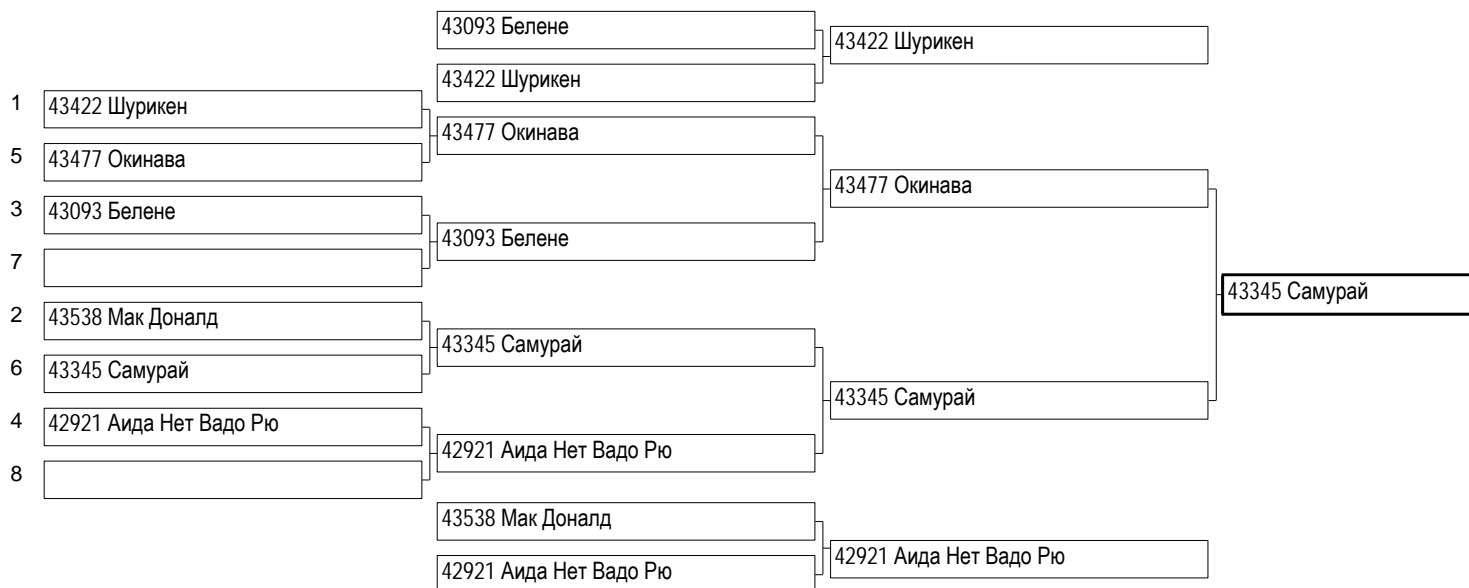 43093 Белене
43422 Шурикен
43422 Шурикен
1 43422 Шурикен
43477 Окинава
5 43477 Окинава
43477 Окинава
3 43093 Белене
43093 Белене
7
43345 Самурай
2 43538 Мак Доналд
43345 Самурай
6 43345 Самурай
43345 Самурай
4 42921 Аида Нет Вадо Рю
42921 Аида Нет Вадо Рю
8
43538 Мак Доналд
42921 Аида Нет Вадо Рю
42921 Аида Нет Вадо Рю